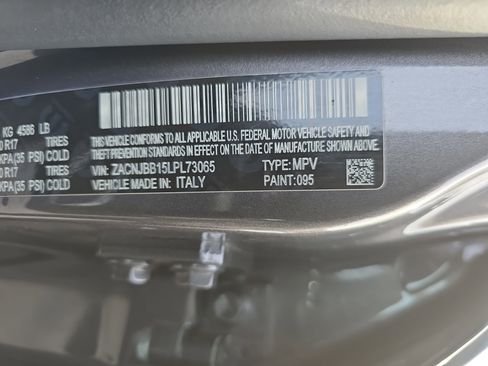 KG 4586 LB
R17 TIRES
KPA (35 PSI) COLD
R17 TIRES
KPA (35 PSI) COLD
THIS VEHICLE CONFORMS TO ALL APPLICABLE U.S. FEDERAL MOTOR VEHICLE SAFETY,
BUMPER AND THEFT PREVENTION STANDARDS IN EFFECT ON THE DATE OF MANUFACTURE SHOWN ABOVE.
VIN: ZACNJBB15LPL73065 TYPE: MPV
VEHICLE MADE IN: ITALY PAINT: 095